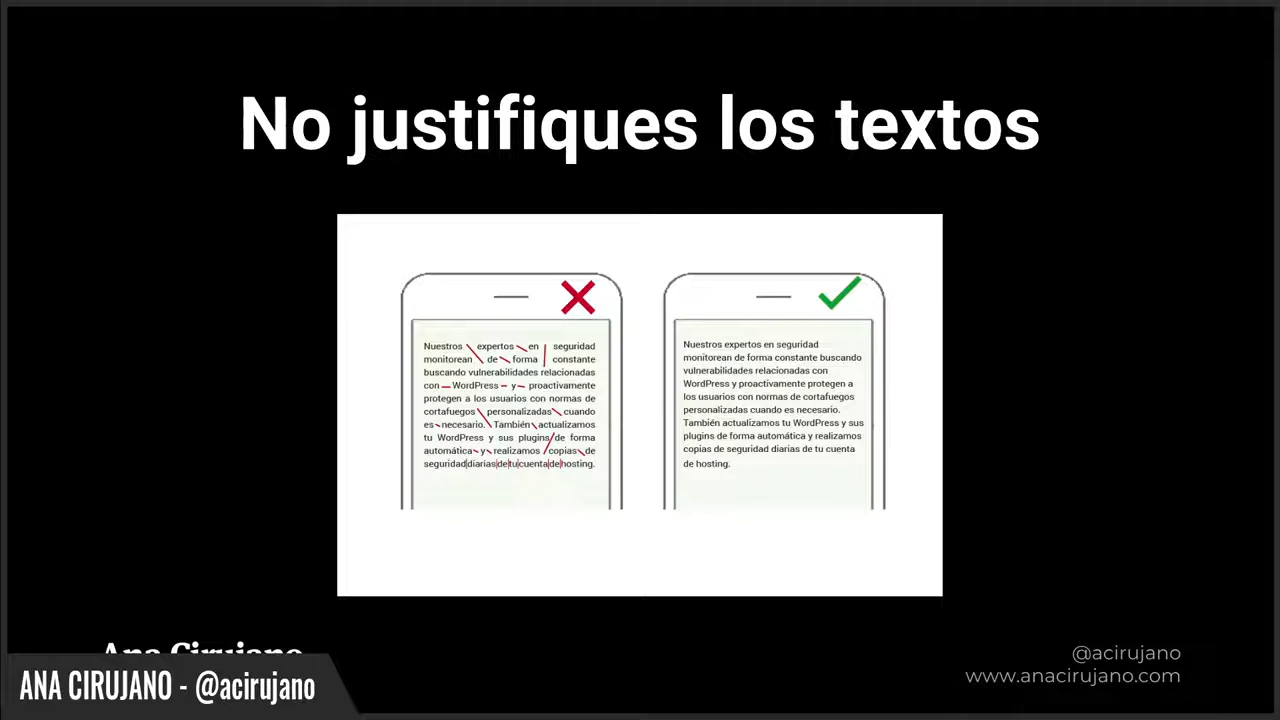 No justifiques los textos
Nuestros expertos en seguridad
monitorean de forma constante
buscando vulnerabilidades relacionadas
con WordPress y proactivamente
protegen a los usuarios con normas de
cortafuegos personalizadas cuando
es necesario. También actualizamos
tu WordPress y sus plugins de forma
automática y realizamos copias de
seguridad diarias de tu cuenta de hosting.
Nuestros expertos en seguridad
monitorean de forma constante buscando
vulnerabilidades relacionadas con
WordPress y proactivamente protegen a
los usuarios con normas de cortafuegos
personalizadas cuando es necesario.
También actualizamos tu WordPress y sus
plugins de forma automática y realizamos
copias de seguridad diarias de tu cuenta
de hosting.
Ana Cirujano
ANA CIRUJANO - @acirujano
@acirujano
www.anacirujano.com